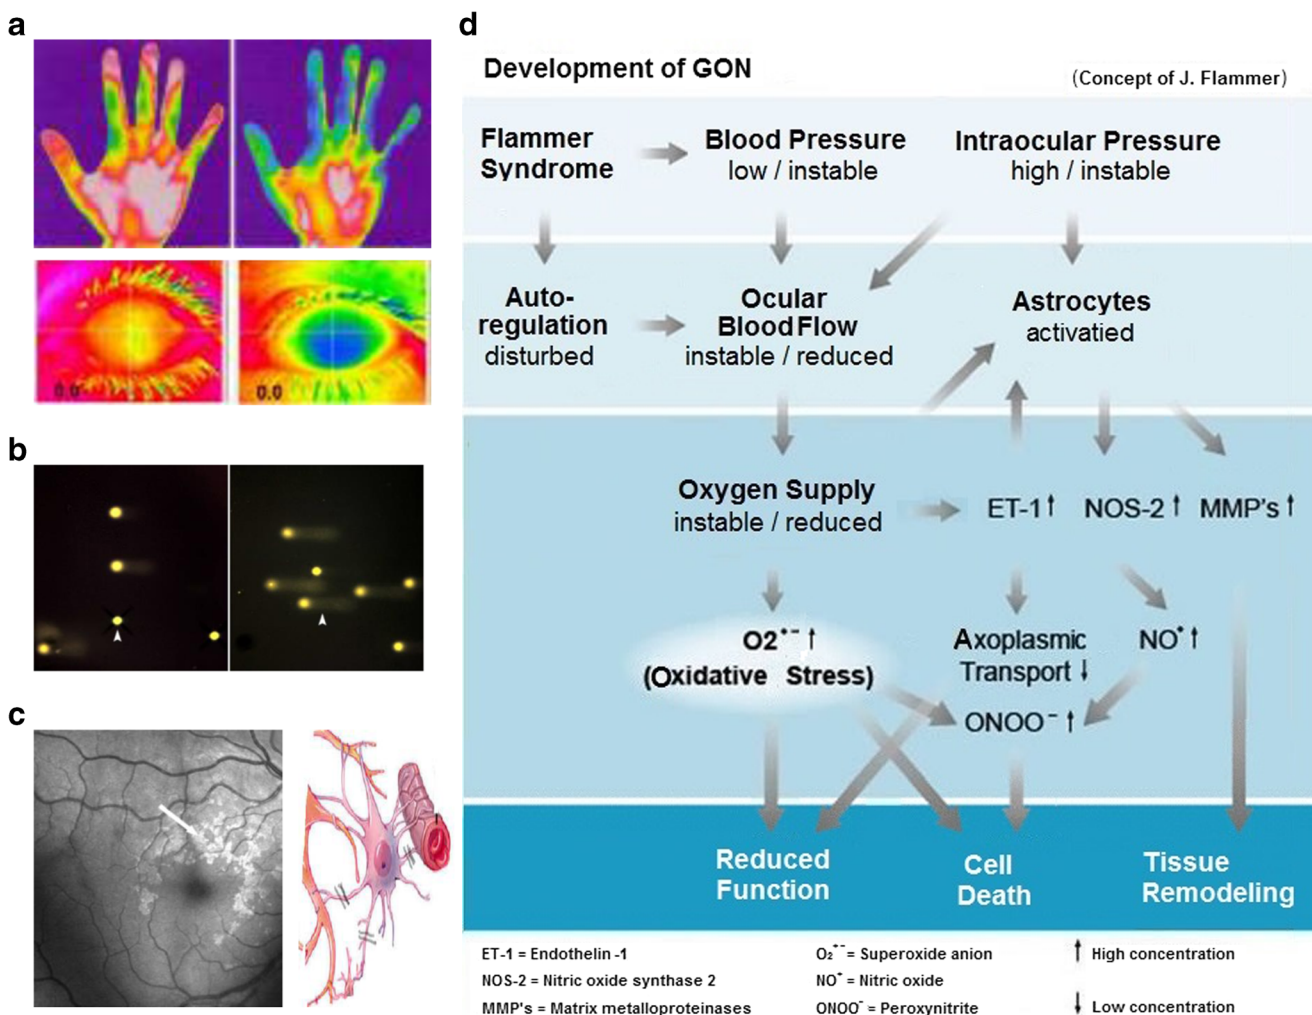 a
0.0
0.0
b
c
d
Development of GON
(Concept of J. Flammer)
Flammer
Syndrome
Blood Pressure
low / instable
Intraocular Pressure
high / instable
Auto-
regulation
disturbed
Ocular
Blood Flow
instable / reduced
Astrocytes
activatied
Oxygen Supply
instable / reduced
ET-1↑
NOS-2↑
MMP's↑
O2•− ↑
(Oxidative Stress)
Axoplasmic
Transport ↓
NO• ↑
ONOO− ↑
Reduced
Function
Cell
Death
Tissue
Remodeling
ET-1 = Endothelin -1
NOS-2 = Nitric oxide synthase 2
MMP's = Matrix metalloproteinases
O2•− = Superoxide anion
NO• = Nitric oxide
ONOO− = Peroxynitrite
↑ High concentration
↓ Low concentration